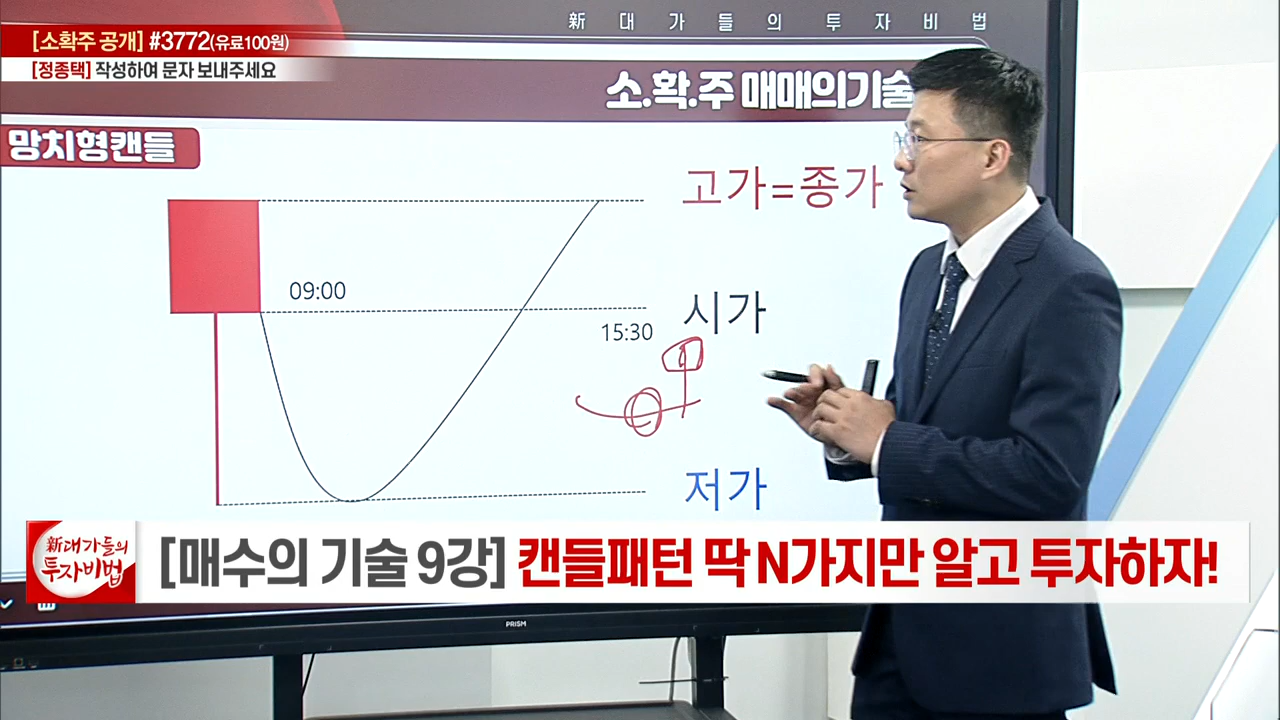 新 대 가 들 의 투 자 비 법
[소확주 공개] #3772(유료100원)
[정종택] 작성하여 문자 보내주세요
소.확.주 매매의기술
망치형캔들
고가=종가
09:00
시가
15:30
저가
新대가들의
투자비법
[매수의 기술 9강] 캔들패턴 딱 N가지만 알고 투자하자!
PRISM